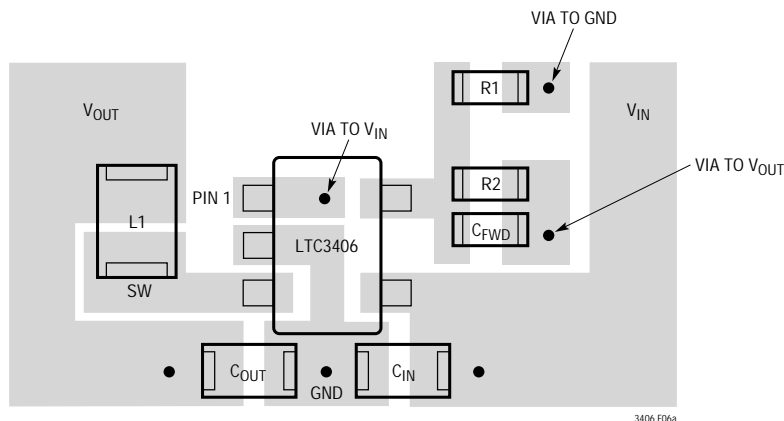 VIA TO GND
R1
VOUT
VIN
VIA TO VIN
VIA TO VOUT
R2
PIN 1
L1
CFWD
LTC3406
SW
COUT
CIN
GND
3406 F06a